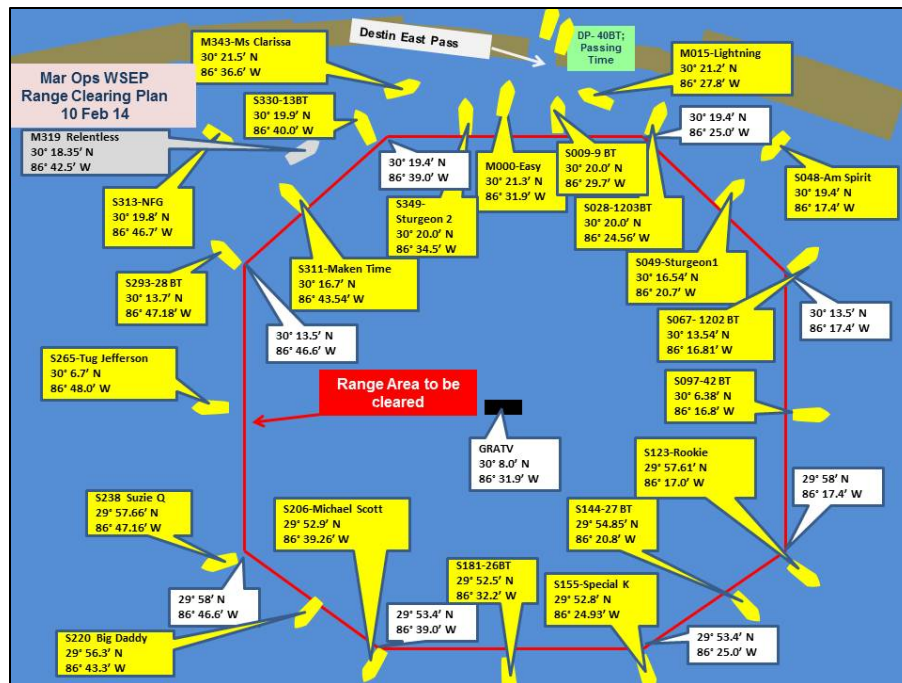 M343-Ms Clarissa
30° 21.5’ N
86° 36.6’ W
Destin East Pass
DP- 40BT;
Passing
Time
M015-Lightning
30° 21.2’ N
86° 27.8’ W
Mar Ops WSEP
Range Clearing Plan
10 Feb 14
S330-13BT
30° 19.9’ N
86° 40.0’ W
M319 Relentless
30° 18.35’ N
86° 42.5’ W
30° 19.4’ N
86° 39.0’ W
M000-Easy
30° 21.3’ N
86° 31.9’ W
S009-9 BT
30° 20.0’ N
86° 29.7’ W
30° 19.4’ N
86° 25.0’ W
S048-Am Spirit
30° 19.4’ N
86° 17.4’ W
S313-NFG
30° 19.8’ N
86° 46.7’ W
S349-
Sturgeon 2
30° 20.0’ N
86° 34.5’ W
S028-1203BT
30° 20.0’ N
86° 24.56’ W
S293-28 BT
30° 13.7’ N
86° 47.18’ W
S311-Maken Time
30° 16.7’ N
86° 43.54’ W
S049-Sturgeon1
30° 16.54’ N
86° 20.7’ W
30° 13.5’ N
86° 46.6’ W
S067- 1202 BT
30° 13.54’ N
86° 16.81’ W
30° 13.5’ N
86° 17.4’ W
S265-Tug Jefferson
30° 6.7’ N
86° 48.0’ W
Range Area to be
cleared
S097-42 BT
30° 6.38’ N
86° 16.8’ W
GRATV
30° 8.0’ N
86° 31.9’ W
S123-Rookie
29° 57.61’ N
86° 17.0’ W
29° 58’ N
86° 17.4’ W
S238 Suzie Q
29° 57.66’ N
86° 47.16’ W
S206-Michael Scott
29° 52.9’ N
86° 39.26’ W
S144-27 BT
29° 54.85’ N
86° 20.8’ W
S181-26BT
29° 52.5’ N
86° 32.2’ W
S155-Special K
29° 52.8’ N
86° 24.93’ W
29° 58’ N
86° 46.6’ W
29° 53.4’ N
86° 39.0’ W
29° 53.4’ N
86° 25.0’ W
S220 Big Daddy
29° 56.3’ N
86° 43.3’ W